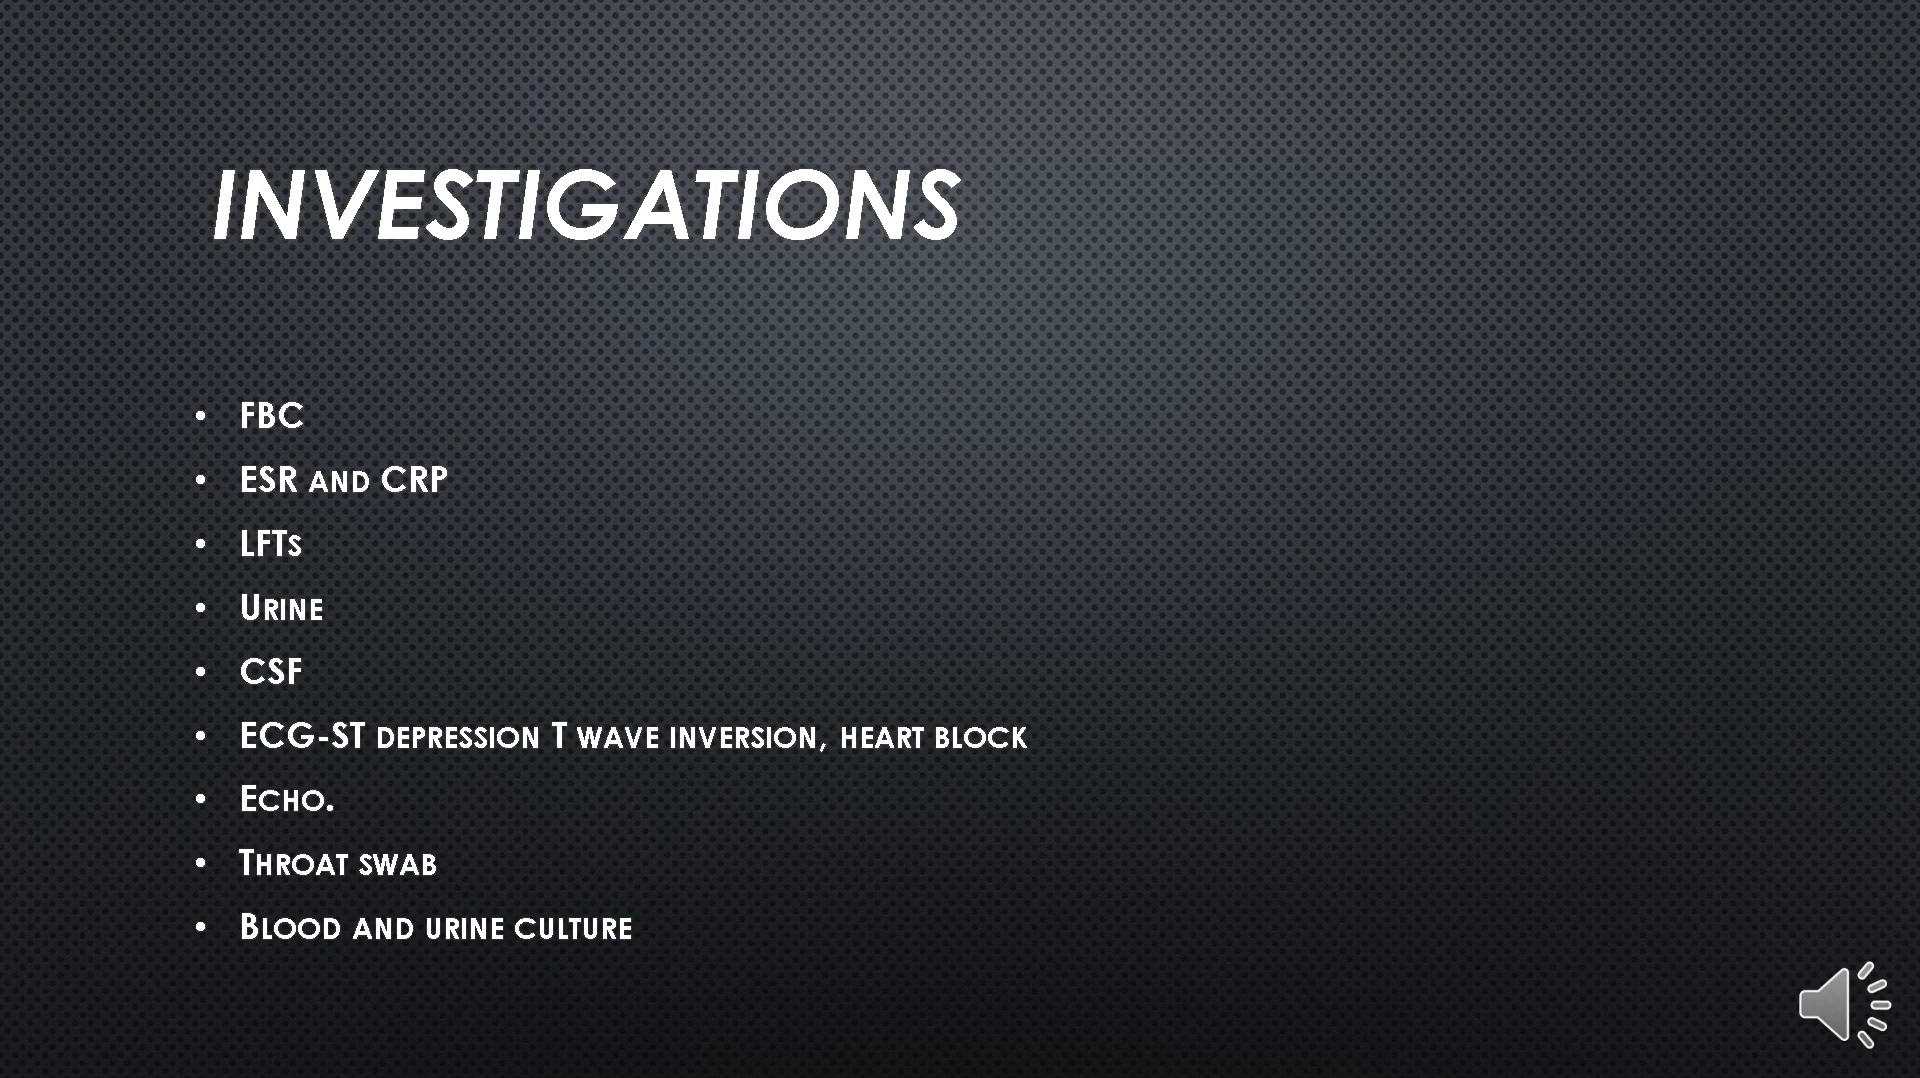 INVESTIGATIONS
• FBC
• ESR AND CRP
• LFTS
• URINE
• CSF
• ECG-ST DEPRESSION T WAVE INVERSION, HEART BLOCK
• ECHO.
• THROAT SWAB
• BLOOD AND URINE CULTURE